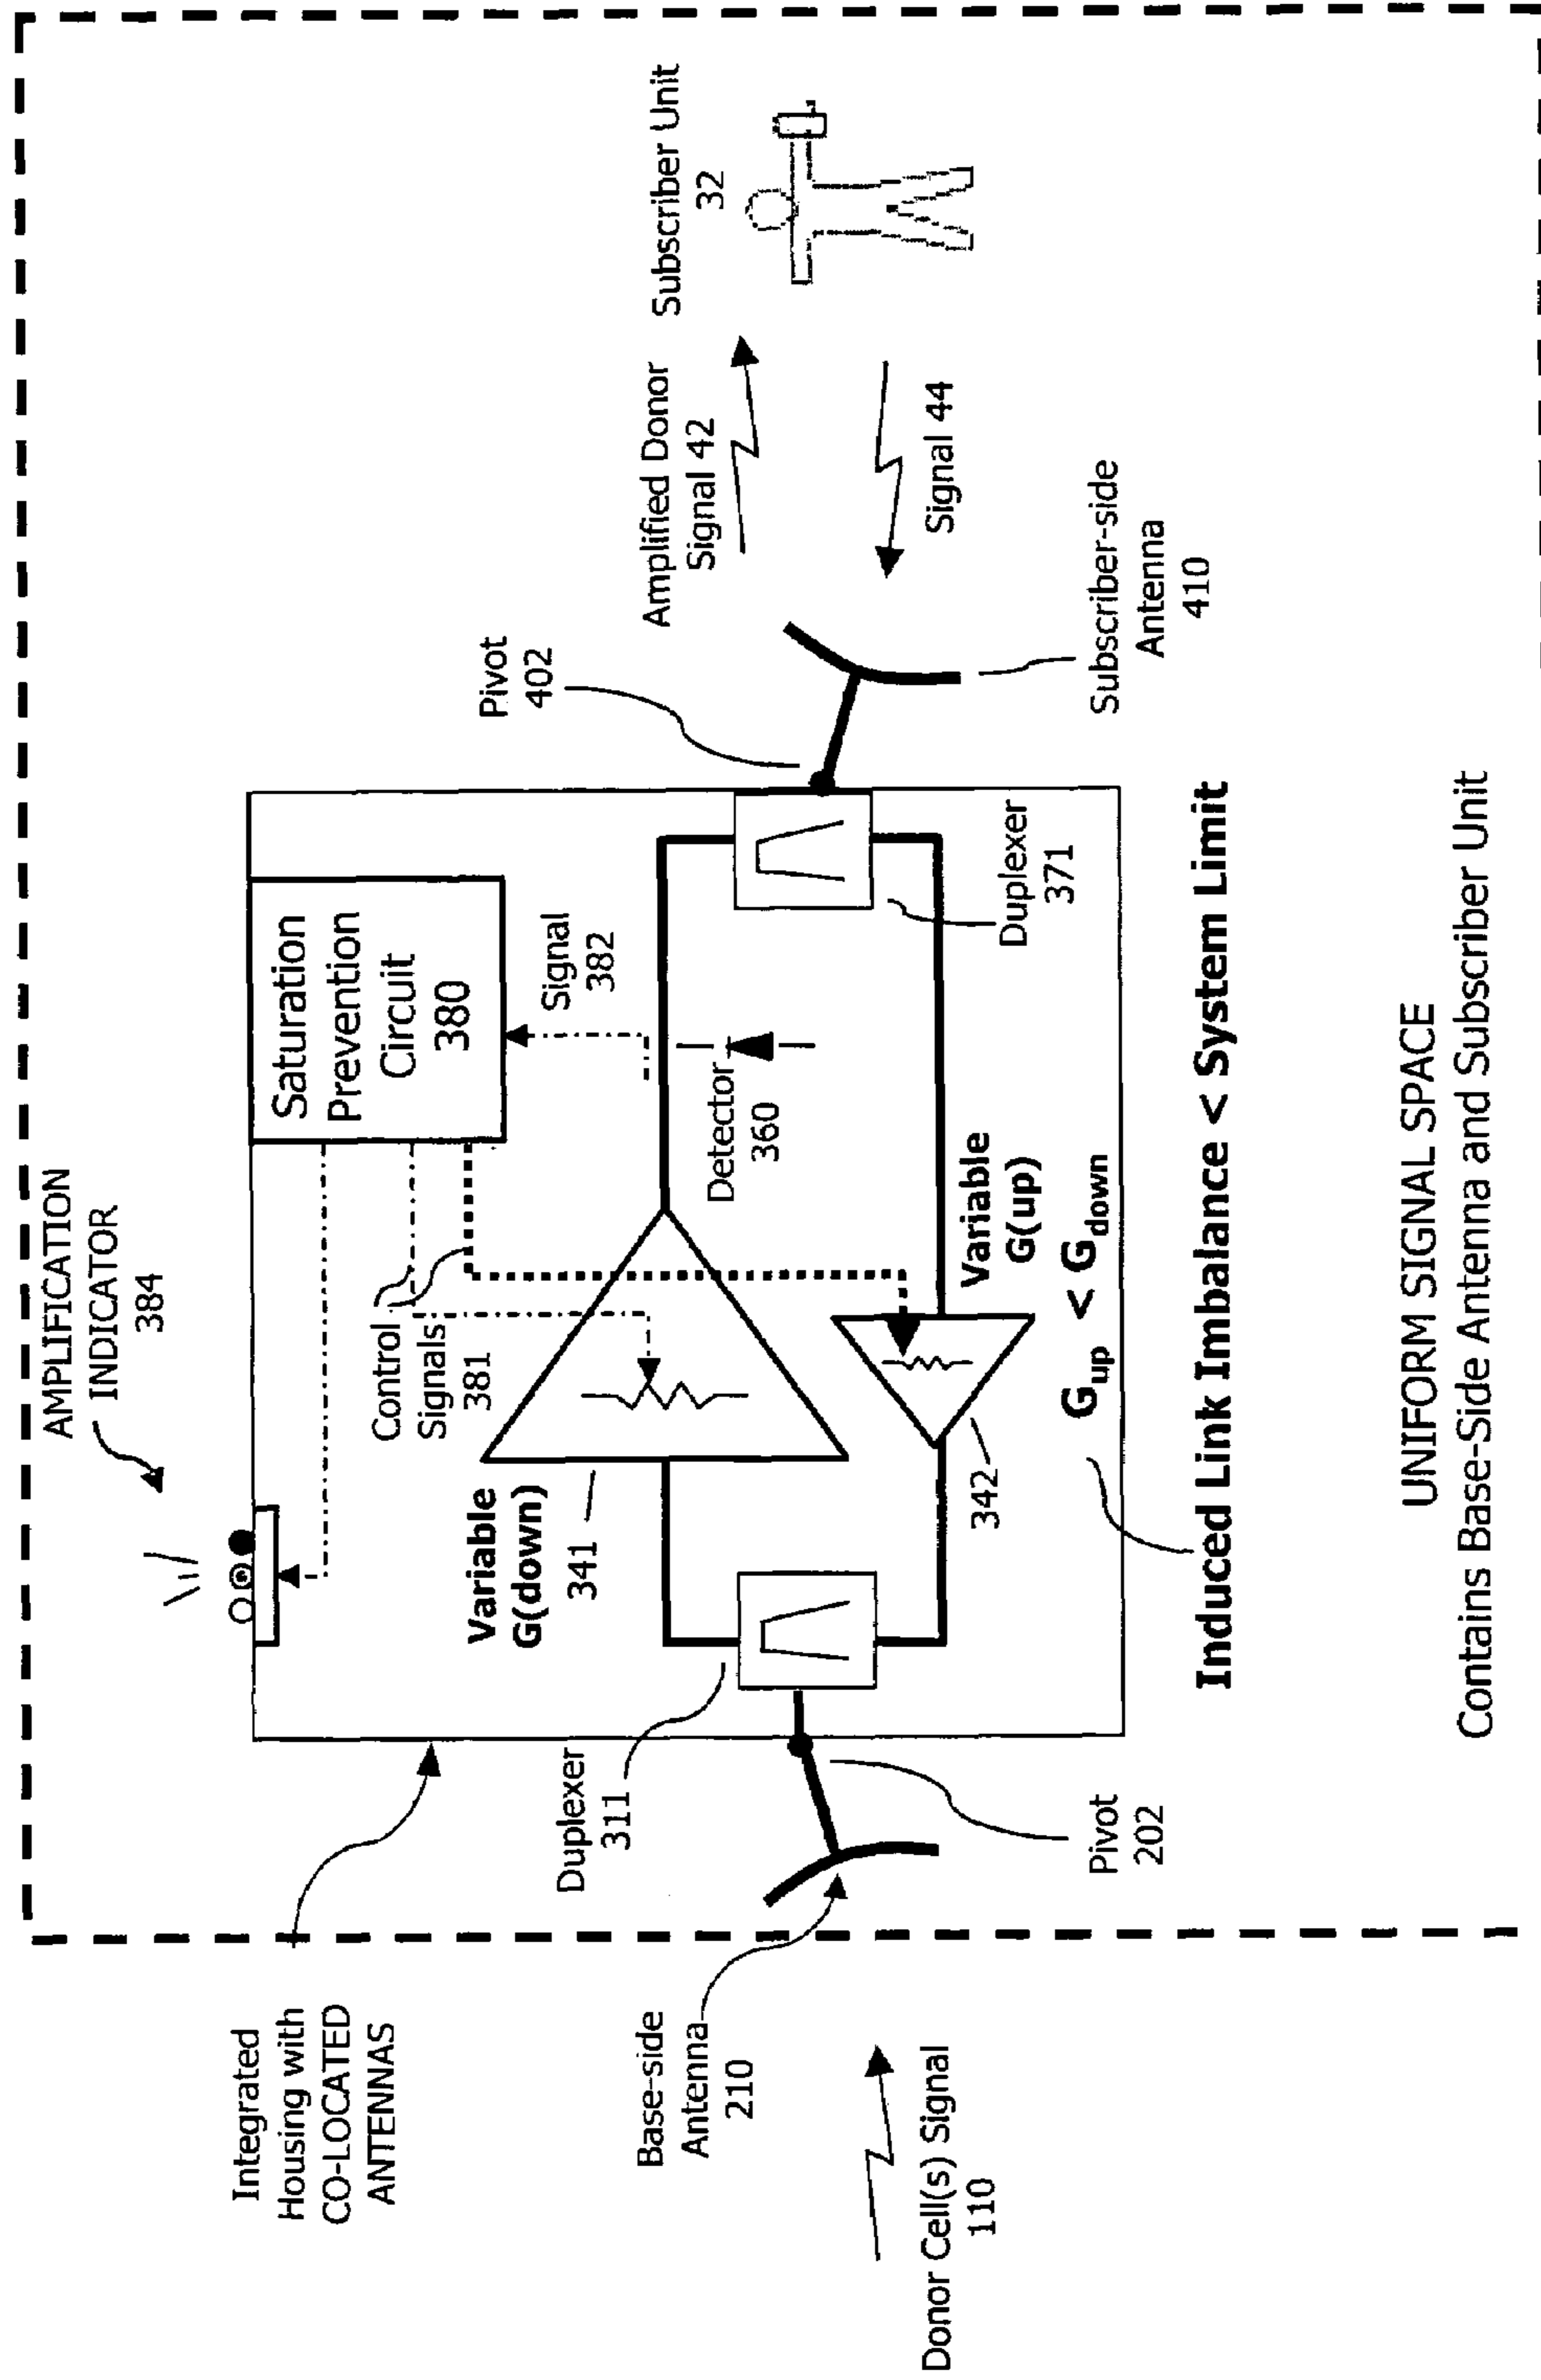 AMPLIFICATION
INDICATOR
384
Integrated
Housing with
CO-LOCATED
ANTENNAS
Saturation
Prevention
Circuit
380
Control
Signals
381
Signal
382
Pivot
402
Amplified Donor
Signal 42
Subscriber Unit
32
Variable
G(down)
341
Duplexer
311
Detector
360
Base-side
Antenna
210
Donor Cell(s) Signal
110
Signal 44
Variable
G(up)
342
Duplexer
371
Gup < Gdown
Pivot
202
Subscriber-side
Antenna
410
Induced Link Imbalance < System Limit
UNIFORM SIGNAL SPACE
Contains Base-Side Antenna and Subscriber Unit